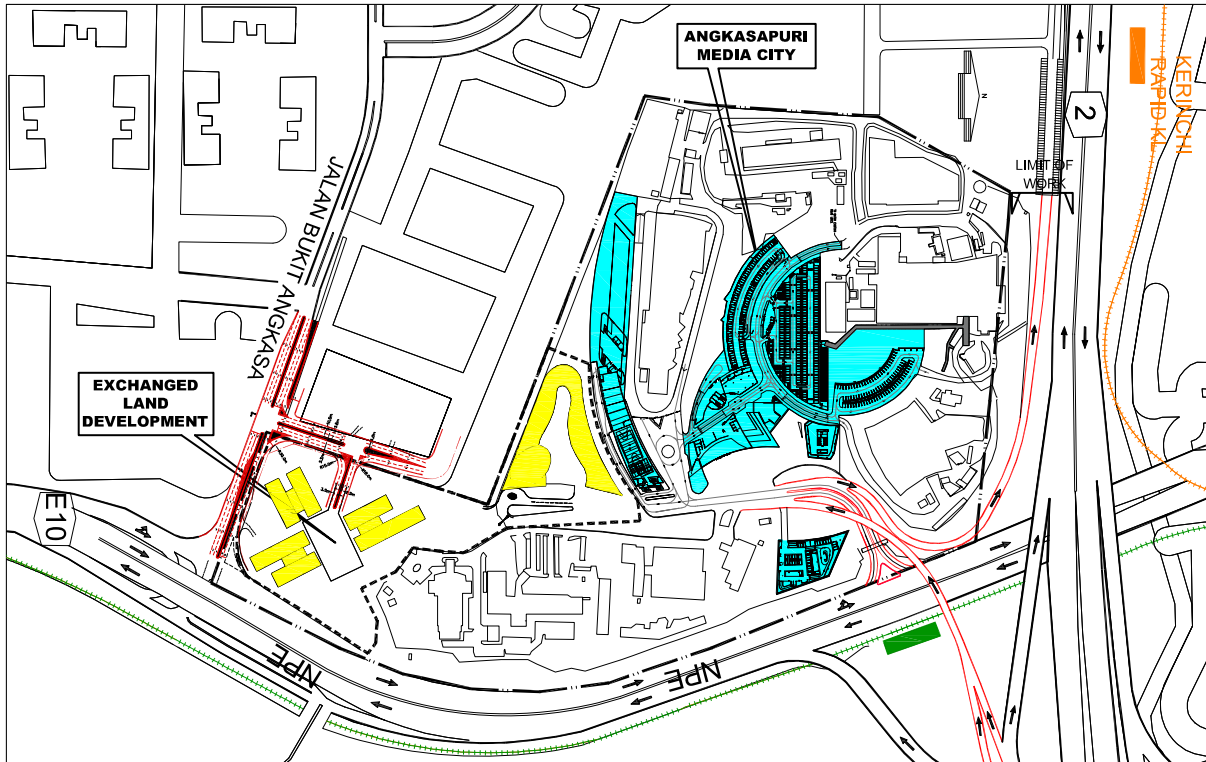 ANGKASAPURI
MEDIA CITY
KERINCHI
RAPID KL
2
N
LIMIT OF
WORK
JALAN BUKIT ANGKASA
EXCHANGED
LAND
DEVELOPMENT
E10
NPE
NPE